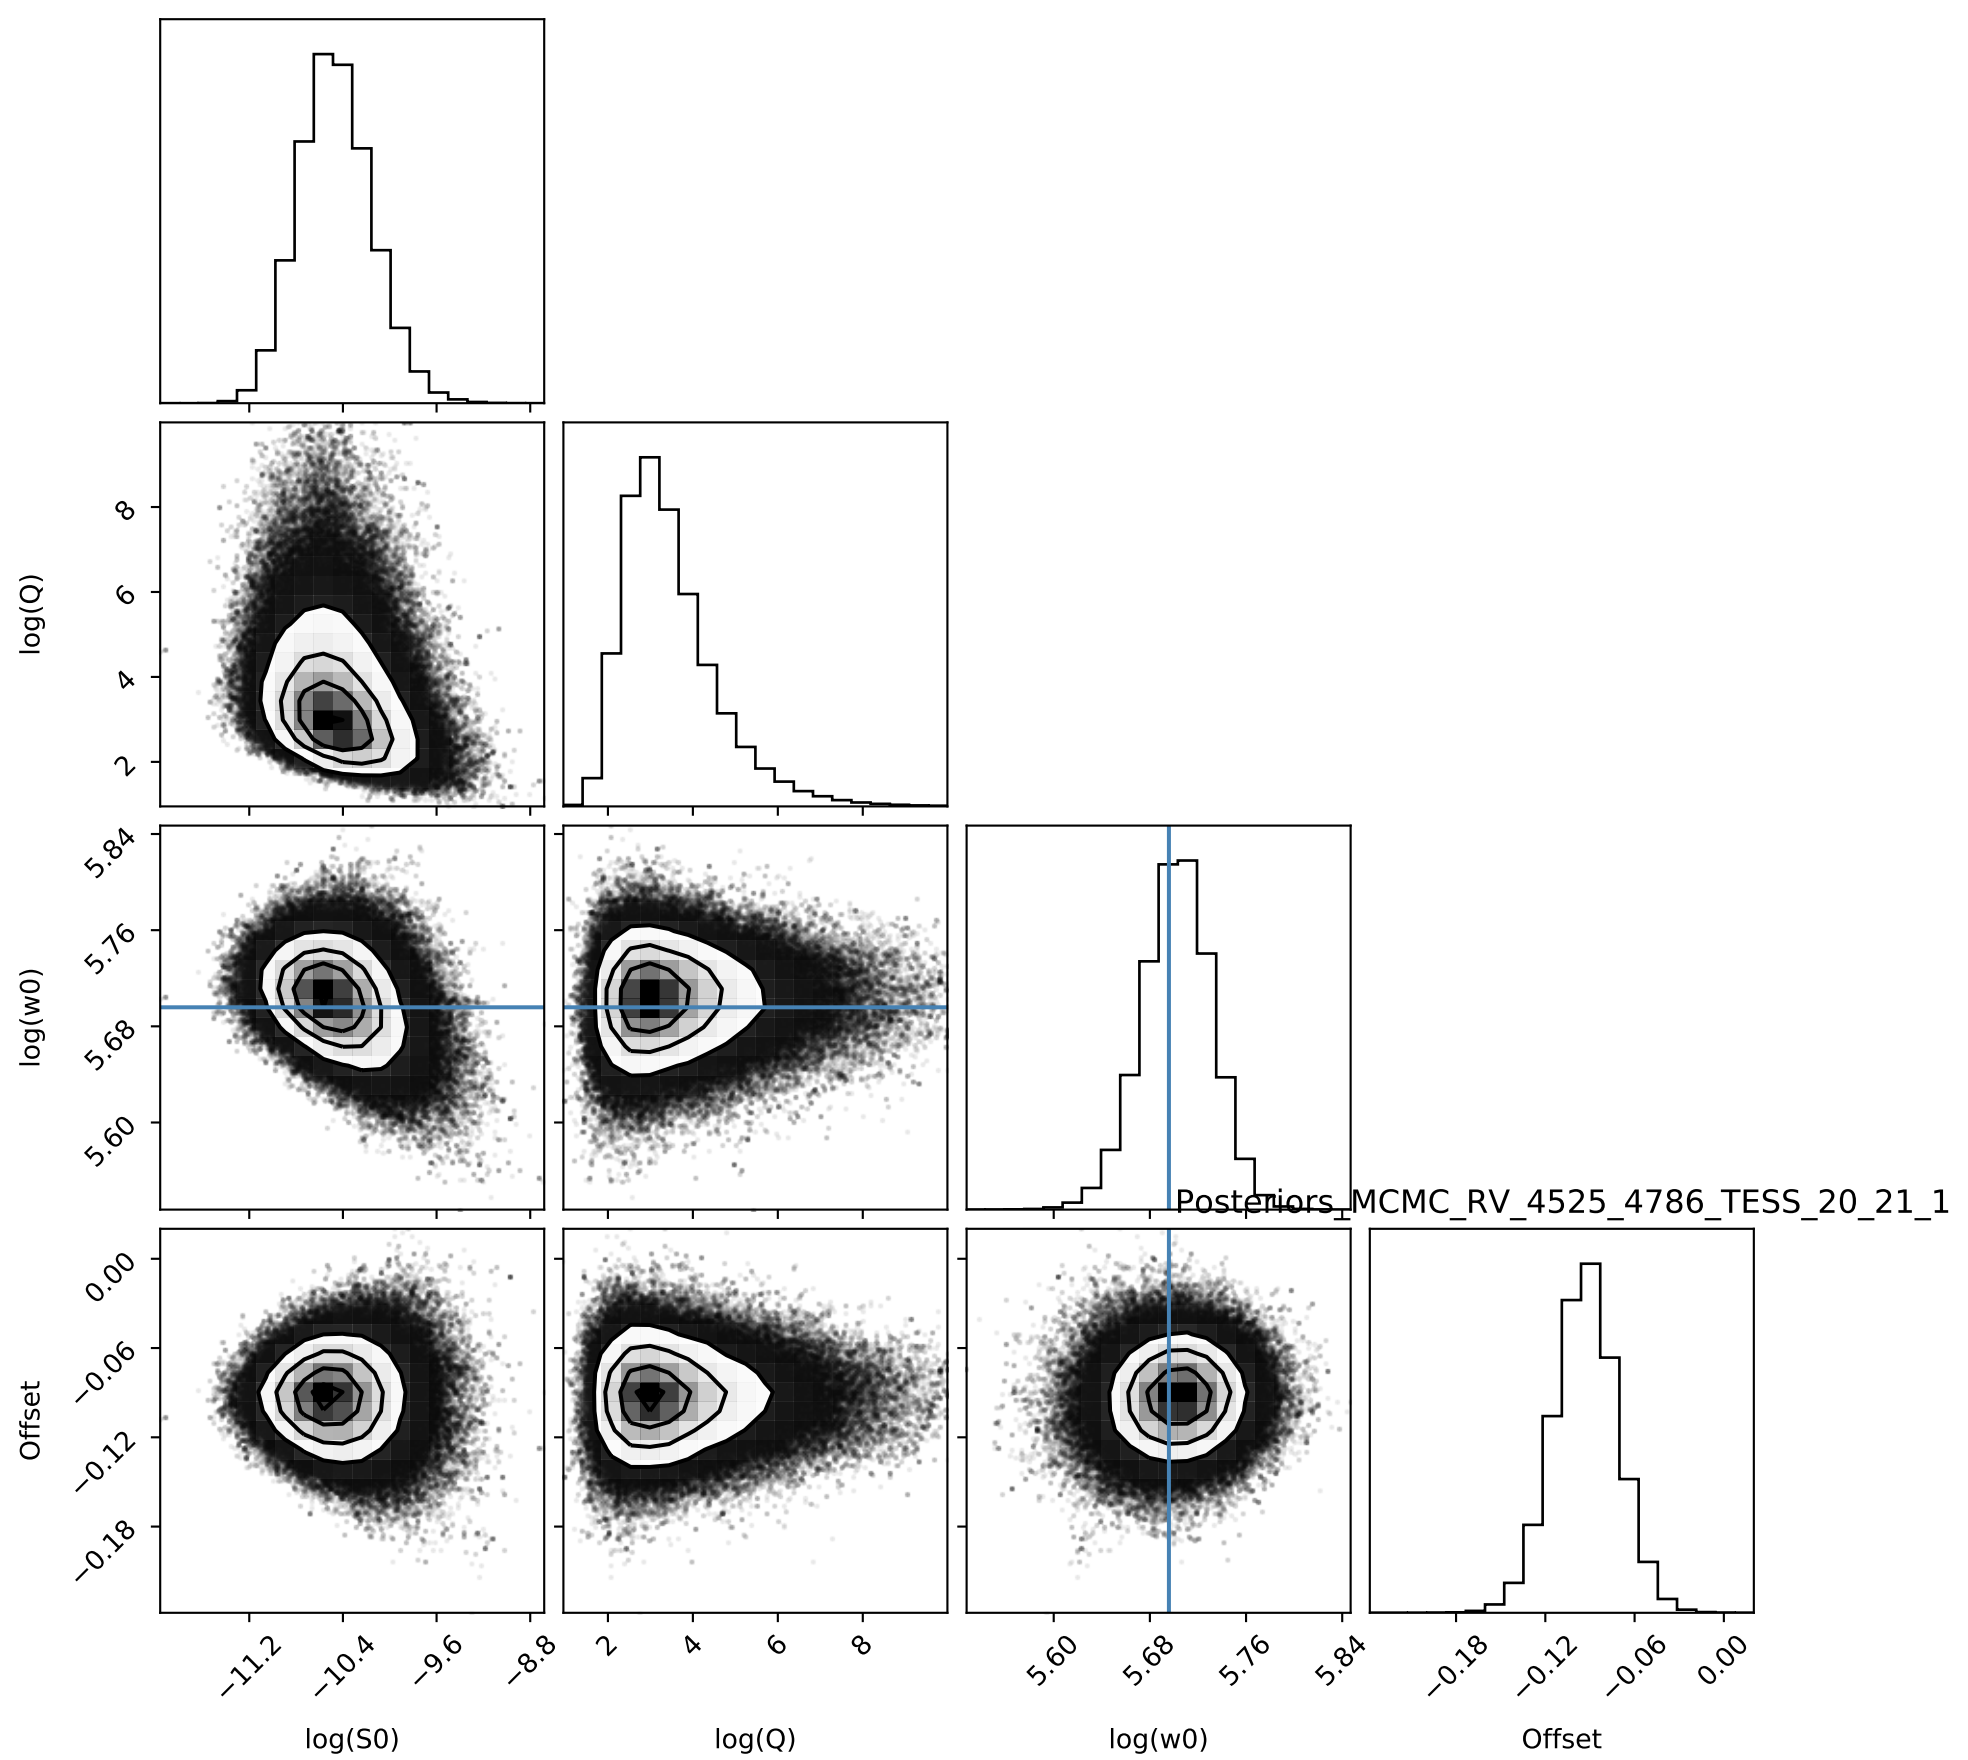 log(Q)
8
6
4
2
log(w0)
5.84
5.76
5.68
5.60
Posteriors_MCMC_RV_4525_4786_TESS_20_21_1
Offset
0.00
−0.06
−0.12
−0.18
−11.2 −10.4 −9.6 −8.8 2 4 6 8 5.60 5.68 5.76 5.84 −0.18 −0.12 −0.06 0.00
log(S0) log(Q) log(w0) Offset